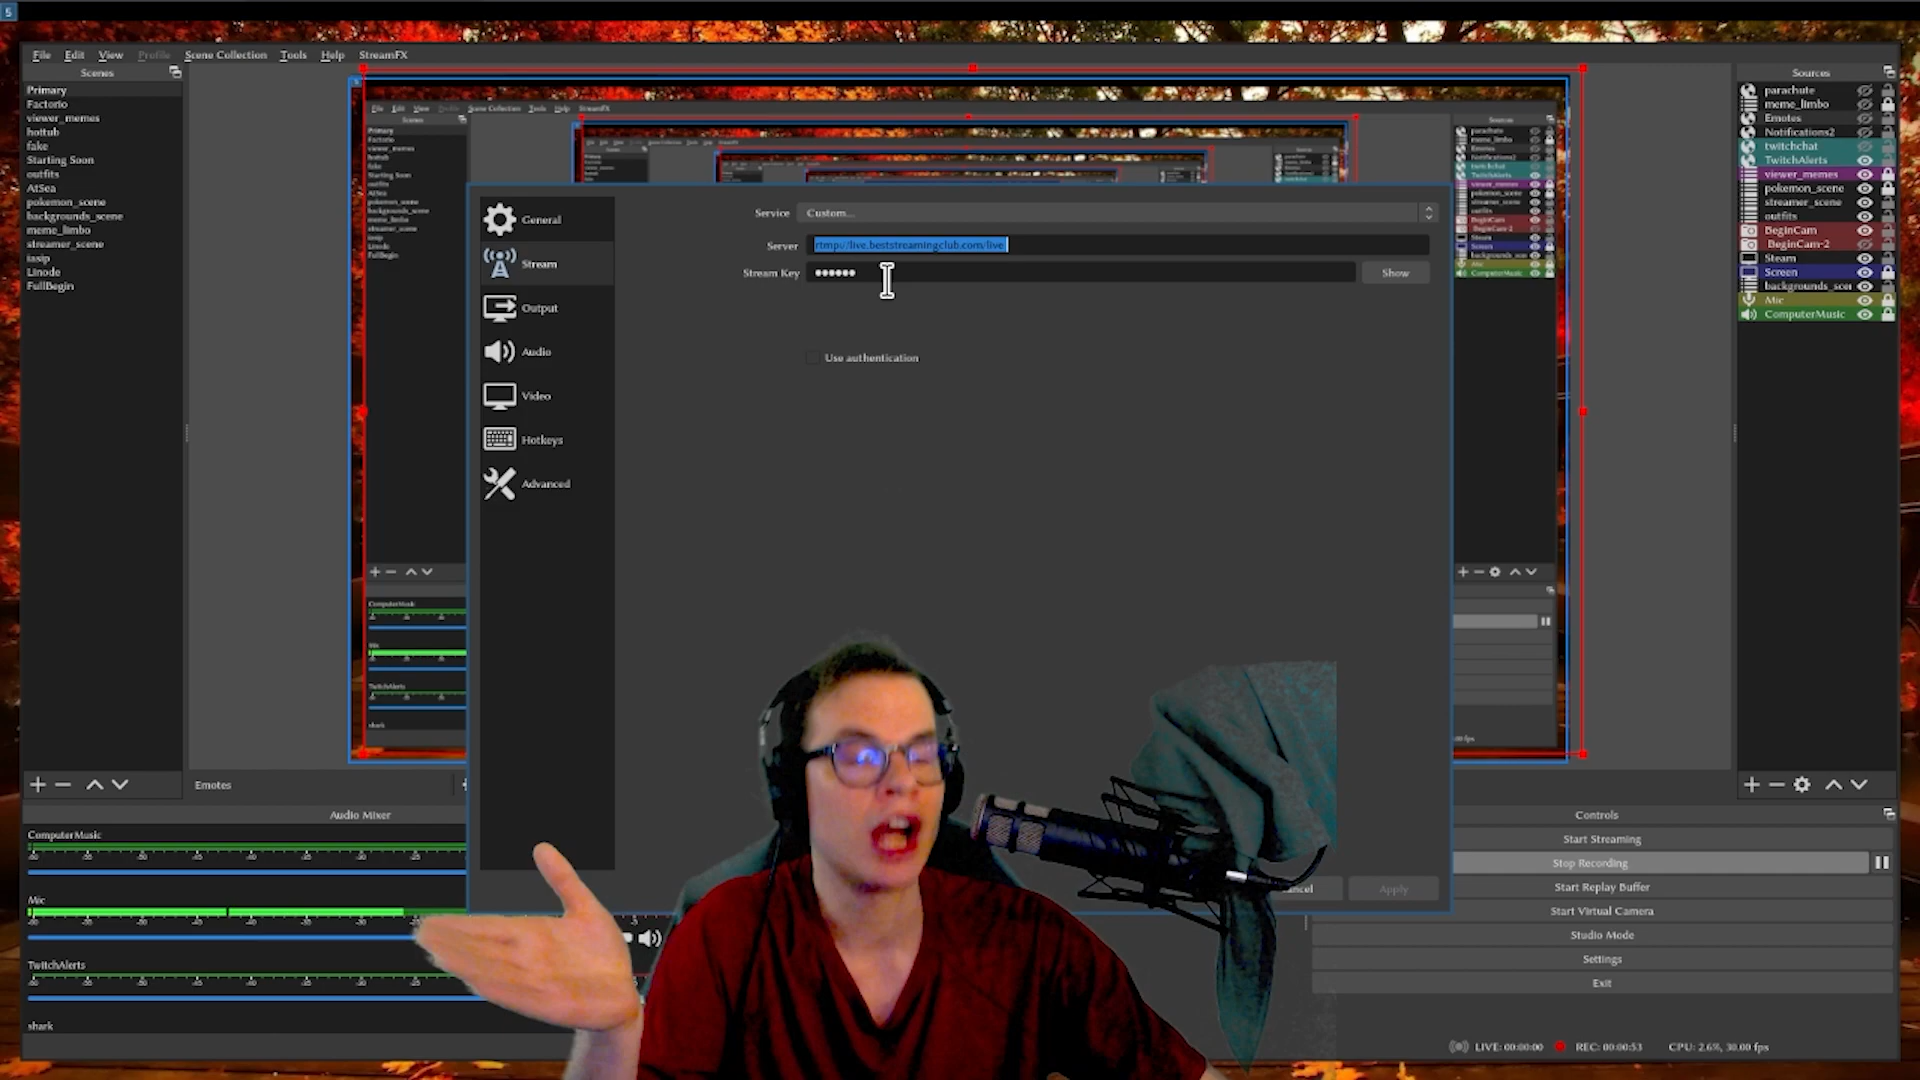 5
File Edit View Profile Scene Collection Tools Help StreamFX
Scenes
Primary
Factorio
viewer_memes
hottub
fake
Starting Soon
outfits
AtSea
pokemon_scene
backgrounds_scene
meme_limbo
streamer_scene
iasip
Linode
FullBegin
General
Stream
Output
Audio
Video
Hotkeys
Advanced
Service Custom...
Server rtmp://live.beststreamingclub.com/live
Stream Key ●●●●●● Show
Use authentication
Apply
Sources
parachute
meme_limbo
Emotes
Notifications2
twitchchat
TwitchAlerts
viewer_memes
pokemon_scene
streamer_scene
outfits
BeginCam
BeginCam-2
Steam
Screen
backgrounds_scei
Mic
ComputerMusic
Emotes
Audio Mixer
ComputerMusic
Mic
TwitchAlerts
shark
Controls
Start Streaming
Stop Recording
Start Replay Buffer
Start Virtual Camera
Studio Mode
Settings
Exit
LIVE: 00:00:00 REC: 00:00:53 CPU: 2.6%, 30.00 fps